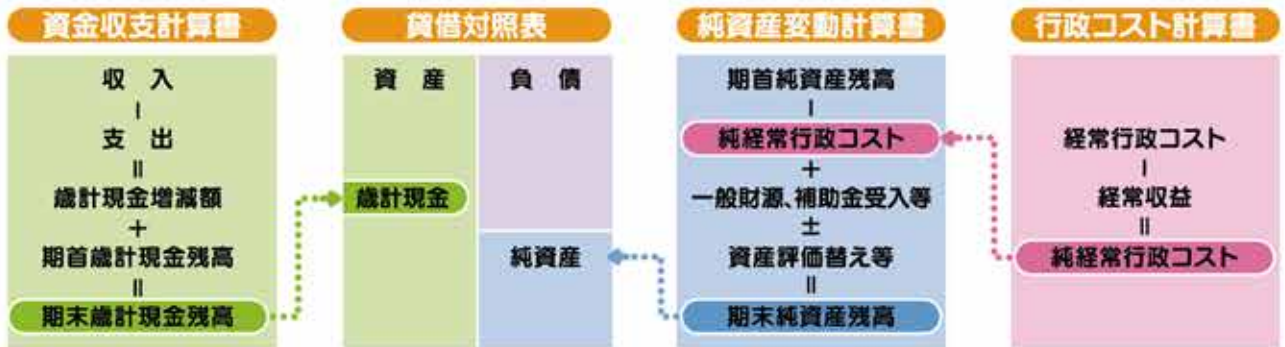 資金収支計算書
収 入
－
支 出
＝
歳計現金増減額
＋
期首歳計現金残高
＝
期末歳計現金残高
貸借対照表
資 産
歳計現金
負 債
純資産
純資産変動計算書
期首純資産残高
－
純経常行政コスト
＋
一般財源、補助金受入等
±
資産評価替え等
＝
期末純資産残高
行政コスト計算書
経常行政コスト
－
経常収益
＝
純経常行政コスト